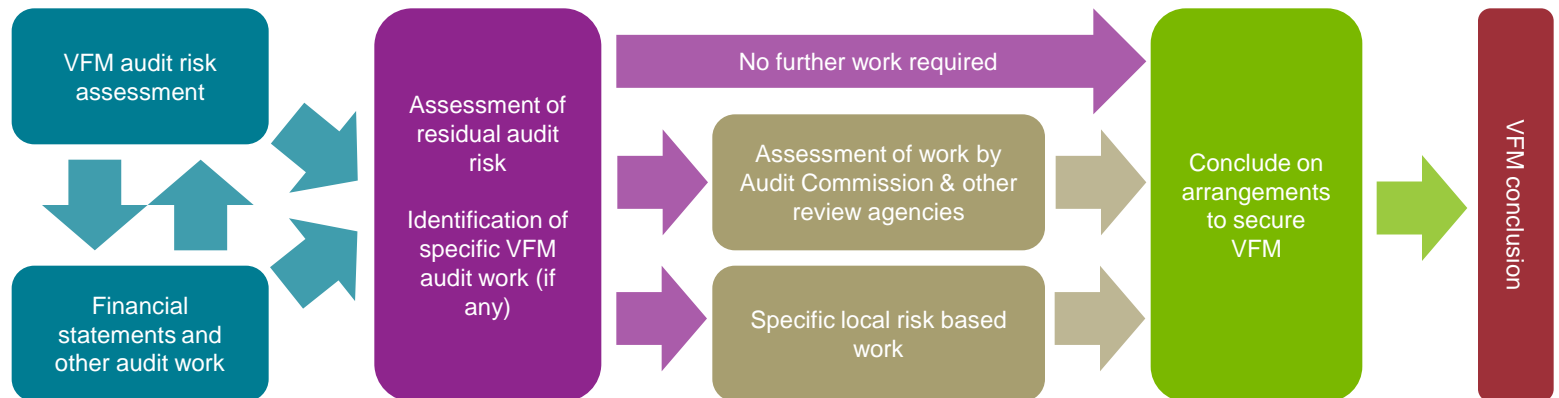 VFM audit risk
assessment
Financial
statements and
other audit work
Assessment of
residual audit
risk
Identification of
specific VFM
audit work (if
any)
No further work required
Assessment of work by
Audit Commission & other
review agencies
Specific local risk based
work
Conclude on
arrangements
to secure
VFM
VFM conclusion